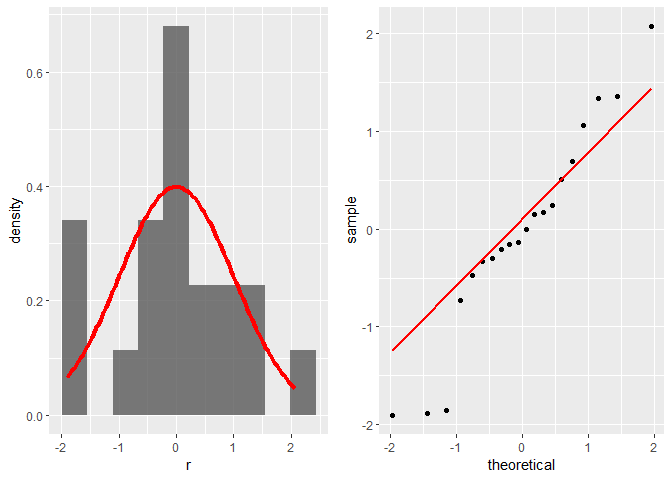 0.6
0.4
0.2
0.0
density
-2 -1 0 1 2
r
2
1
0
-1
-2
sample
-2 -1 0 1 2
theoretical